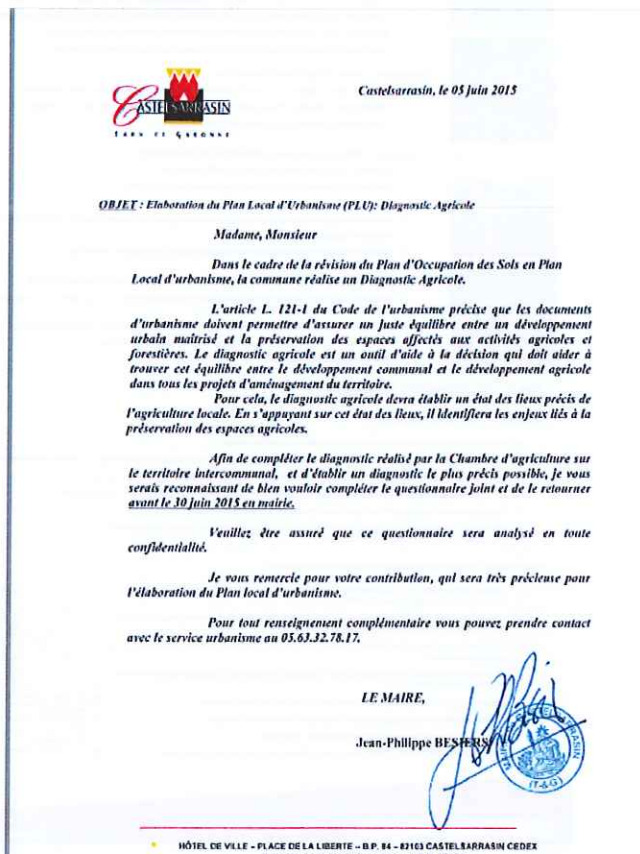 CASTELSARRASIN
TARN ET GARONNE
Castelsarrasin, le 05 juin 2015
OBJET : Elaboration du Plan Local d'Urbanisme (PLU): Diagnostic Agricole
Madame, Monsieur
Dans le cadre de la révision du Plan d'Occupation des Sols en Plan
Local d'urbanisme, la commune réalise un Diagnostic Agricole.
L'article L. 121-1 du Code de l'urbanisme précise que les documents
d'urbanisme doivent permettre d'assurer un juste équilibre entre un développement
urbain maîtrisé et la préservation des espaces affectés aux activités agricoles et
forestières. Le diagnostic agricole est un outil d'aide à la décision qui doit aider à
trouver cet équilibre entre le développement communal et le développement agricole
dans tous les projets d'aménagement du territoire.
Pour cela, le diagnostic agricole devra établir un état des lieux précis de
l'agriculture locale. En s'appuyant sur cet état des lieux, il identifiera les enjeux liés à la
préservation des espaces agricoles.
Afin de compléter le diagnostic réalisé par la Chambre d'agriculture sur
le territoire intercommunal, et d'établir un diagnostic le plus précis possible, je vous
serais reconnaissant de bien vouloir compléter le questionnaire joint et de le retourner
avant le 30 juin 2015 en mairie.
Veuillez être assuré que ce questionnaire sera analysé en toute
confidentialité.
Je vous remercie pour votre contribution, qui sera très précieuse pour
l'élaboration du Plan local d'urbanisme.
Pour tout renseignement complémentaire vous pouvez prendre contact
avec le service urbanisme au 05.63.32.78.17.
LE MAIRE,
Jean-Philippe BESIERS
(T&G)
HÔTEL DE VILLE – PLACE DE LA LIBERTE – B.P. 84 – 82103 CASTELSARRASIN CEDEX